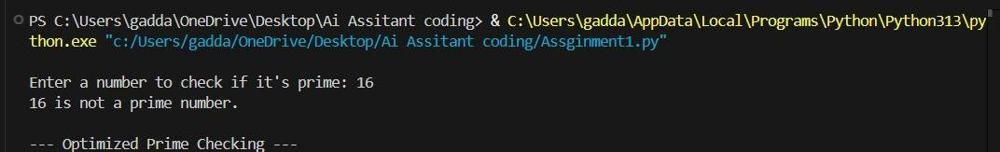 PS C:\Users\gadda\OneDrive\Desktop\Ai Assitant coding> & C:\Users\gadda\AppData\Local\Programs\Python\Python313\py
thon.exe "c:/Users/gadda/OneDrive/Desktop/Ai Assitant coding/Assginment1.py"
Enter a number to check if it's prime: 16
16 is not a prime number.
--- Optimized Prime Checking ---